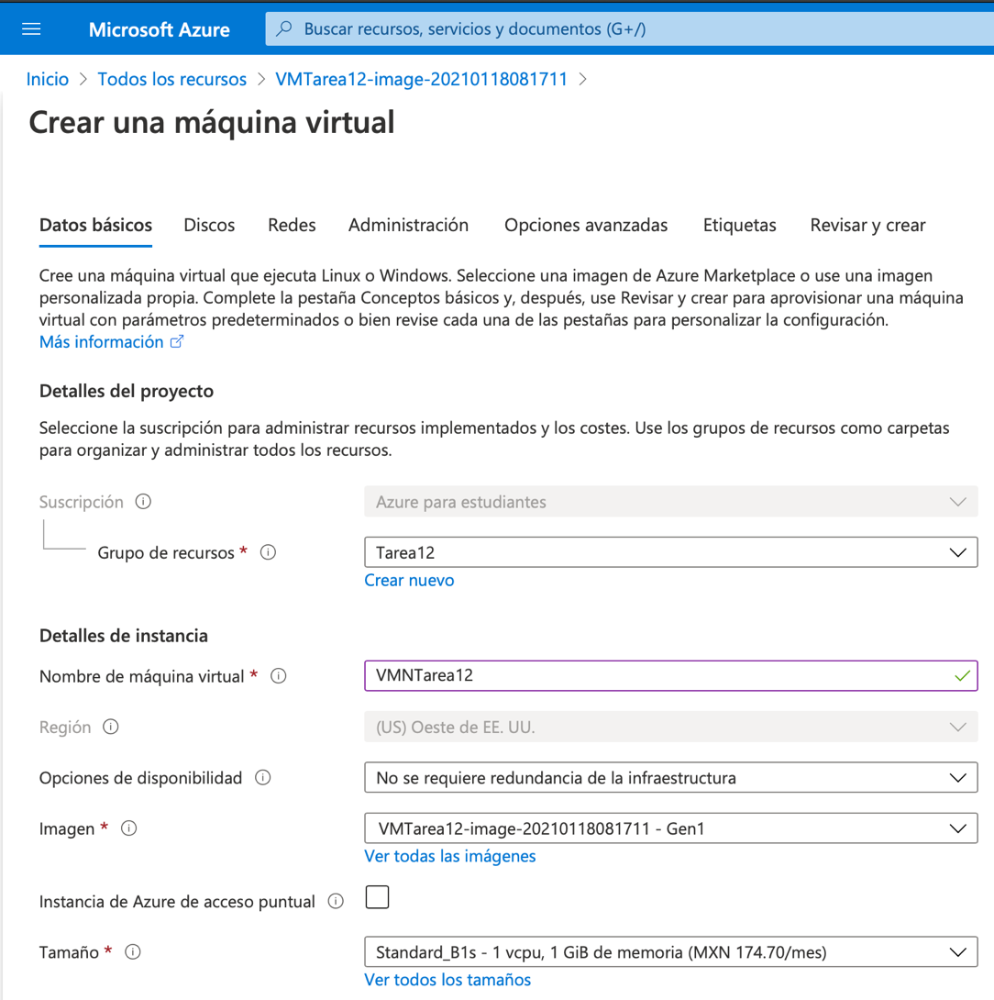 Microsoft Azure
Buscar recursos, servicios y documentos (G+/)
Inicio > Todos los recursos > VMTarea12-image-20210118081711 >
Crear una máquina virtual
Datos básicos Discos Redes Administración Opciones avanzadas Etiquetas Revisar y crear
Cree una máquina virtual que ejecuta Linux o Windows. Seleccione una imagen de Azure Marketplace o use una imagen
personalizada propia. Complete la pestaña Conceptos básicos y, después, use Revisar y crear para aprovisionar una máquina
virtual con parámetros predeterminados o bien revise cada una de las pestañas para personalizar la configuración.
Más información
Detalles del proyecto
Seleccione la suscripción para administrar recursos implementados y los costes. Use los grupos de recursos como carpetas
para organizar y administrar todos los recursos.
Suscripción Azure para estudiantes
Grupo de recursos * Tarea12
Crear nuevo
Detalles de instancia
Nombre de máquina virtual * VMNTarea12
Región (US) Oeste de EE. UU.
Opciones de disponibilidad No se requiere redundancia de la infraestructura
Imagen * VMTarea12-image-20210118081711 - Gen1
Ver todas las imágenes
Instancia de Azure de acceso puntual
Tamaño * Standard_B1s - 1 vcpu, 1 GiB de memoria (MXN 174.70/mes)
Ver todos los tamaños